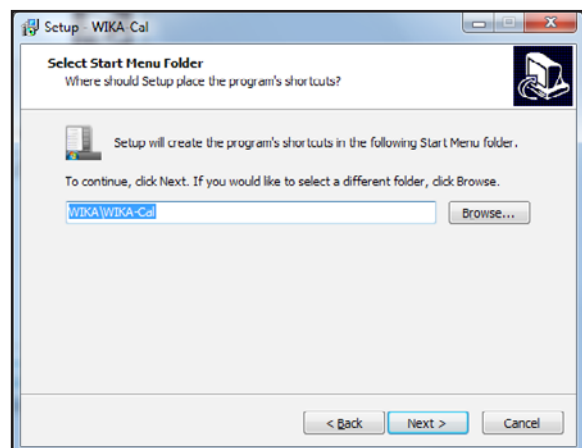 Setup - WIKA-Cal
Select Start Menu Folder
Where should Setup place the program's shortcuts?
Setup will create the program's shortcuts in the following Start Menu folder.
To continue, click Next. If you would like to select a different folder, click Browse.
WIKA\WIKA-Cal
Browse...
< Back
Next >
Cancel